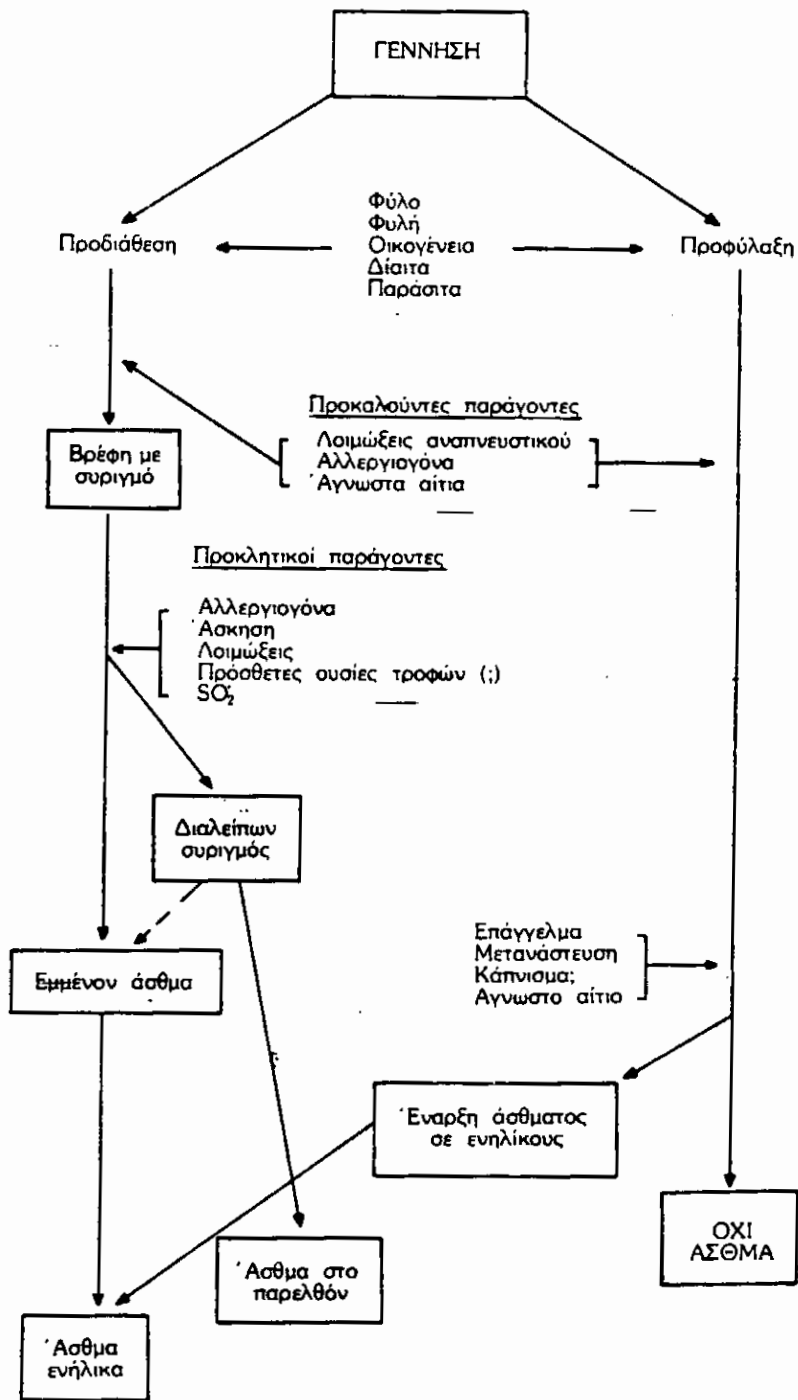 ΓΕΝΝΗΣΗ
Φύλο
Φυλή
Προδιάθεση
Οικογένεια
Προφύλαξη
Δίαιτα
Παράσιτα
Προκαλούντες παράγοντες
Λοιμώξεις αναπνευστικού
Αλλεργιογόνα
Άγνωστα αίτια
Βρέφη με
συριγμό
Προκλητικοί παράγοντες
Αλλεργιογόνα
Ασκηση
Λοιμώξεις
Πρόσθετες ουσίες τροφών (;)
SO₂
Διαλείπων
συριγμός
Εμμένον άσθμα
Επάγγελμα
Μετανάστευση
Κάπνισμα;
Αγνωστο αίτιο
Έναρξη άσθματος
σε ενηλίκους
ΟΧΙ
ΑΣΘΜΑ
Άσθμα στο
παρελθόν
Άσθμα
ενήλικα